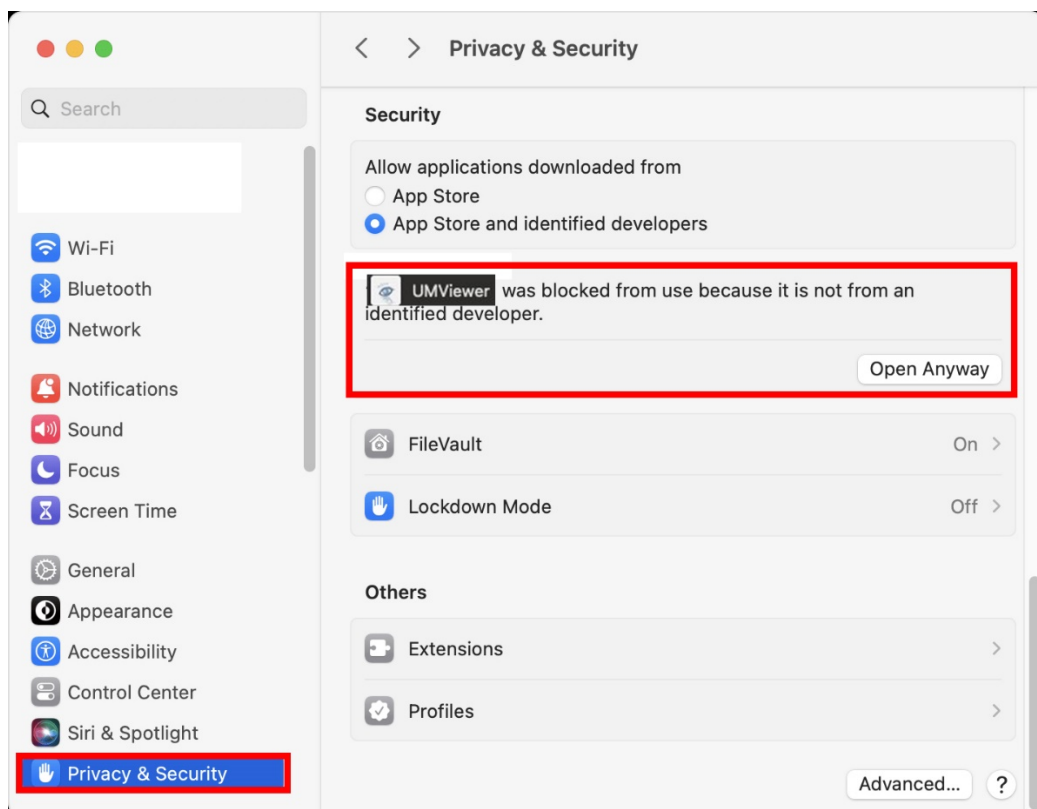 Privacy & Security
Search
Wi-Fi
Bluetooth
Network
Notifications
Sound
Focus
Screen Time
General
Appearance
Accessibility
Control Center
Siri & Spotlight
Privacy & Security
Security
Allow applications downloaded from
App Store
App Store and identified developers
UMViewer was blocked from use because it is not from an
identified developer.
Open Anyway
FileVault On
Lockdown Mode Off
Others
Extensions
Profiles
Advanced... ?